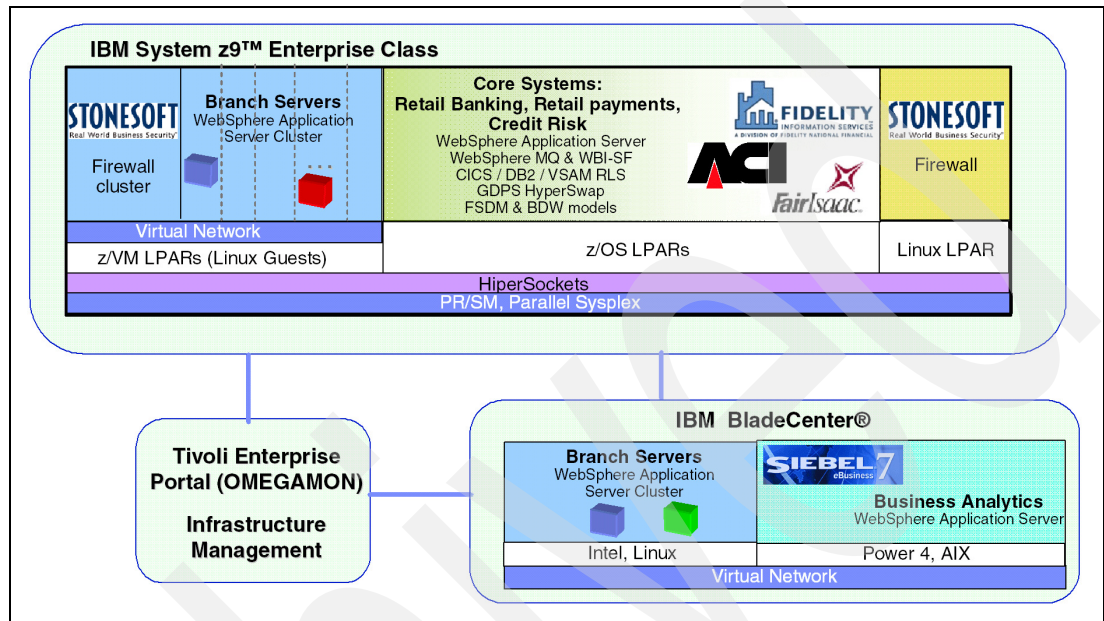 IBM System z9™ Enterprise Class
STONESOFT
Real World Business Security*
Firewall
cluster
Branch Servers
WebSphere Application
Server Cluster
...
Core Systems:
Retail Banking, Retail payments,
Credit Risk
WebSphere Application Server
WebSphere MQ & WBI-SF
CICS / DB2 / VSAM RLS
GDPS HyperSwap
FSDM & BDW models
FIDELITY
INFORMATION SERVICES
A DIVISION OF FIDELITY NATIONAL FINANCIAL
ACI
FairIsaac
STONESOFT
Real World Business Security*
Firewall
Virtual Network
z/VM LPARs (Linux Guests)
z/OS LPARs
Linux LPAR
HiperSockets
PR/SM, Parallel Sysplex
Tivoli Enterprise
Portal (OMEGAMON)
Infrastructure
Management
IBM BladeCenter®
Branch Servers
WebSphere Application
Server Cluster
SIEBEL 7
eBusiness
Business Analytics
WebSphere Application Server
Intel, Linux
Power 4, AIX
Virtual Network